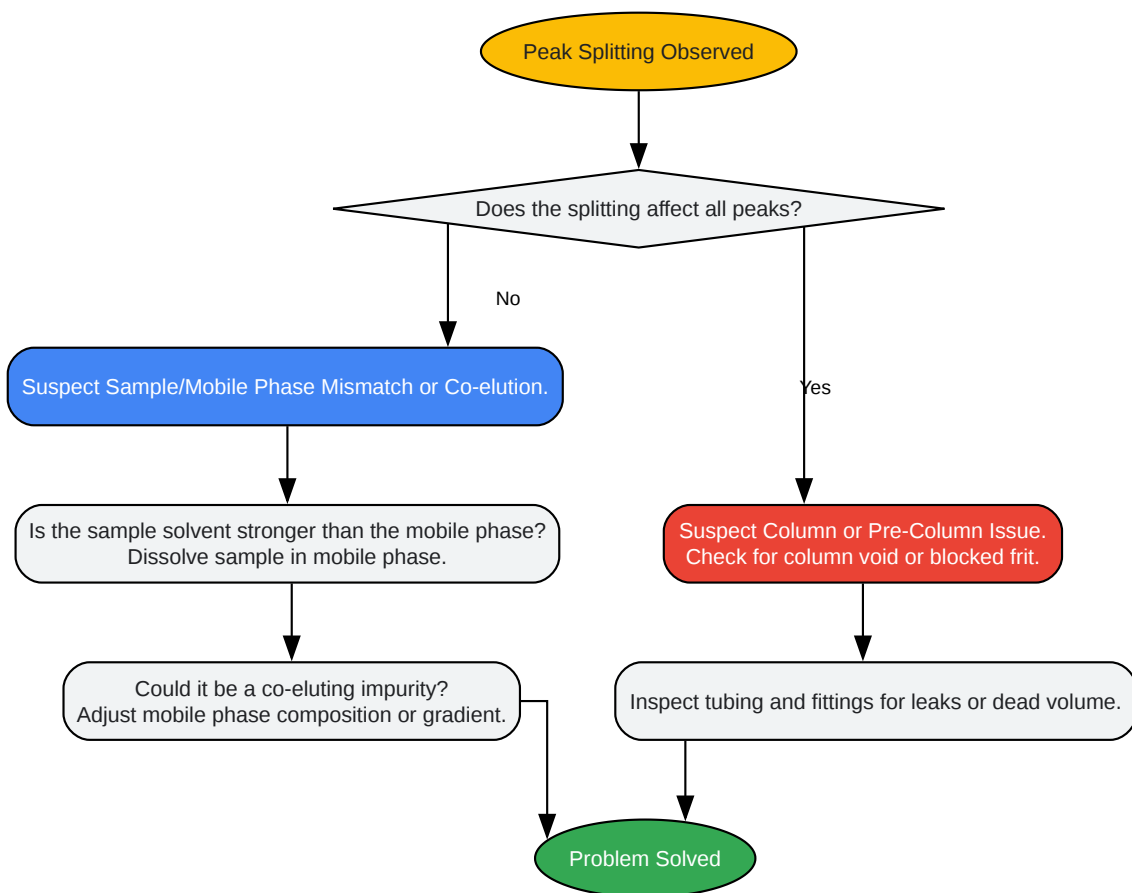 Peak Splitting Observed
Does the splitting affect all peaks?
No
Suspect Sample/Mobile Phase Mismatch or Co-elution.
Yes
Is the sample solvent stronger than the mobile phase?
Dissolve sample in mobile phase.
Suspect Column or Pre-Column Issue.
Check for column void or blocked frit.
Could it be a co-eluting impurity?
Adjust mobile phase composition or gradient.
Inspect tubing and fittings for leaks or dead volume.
Problem Solved